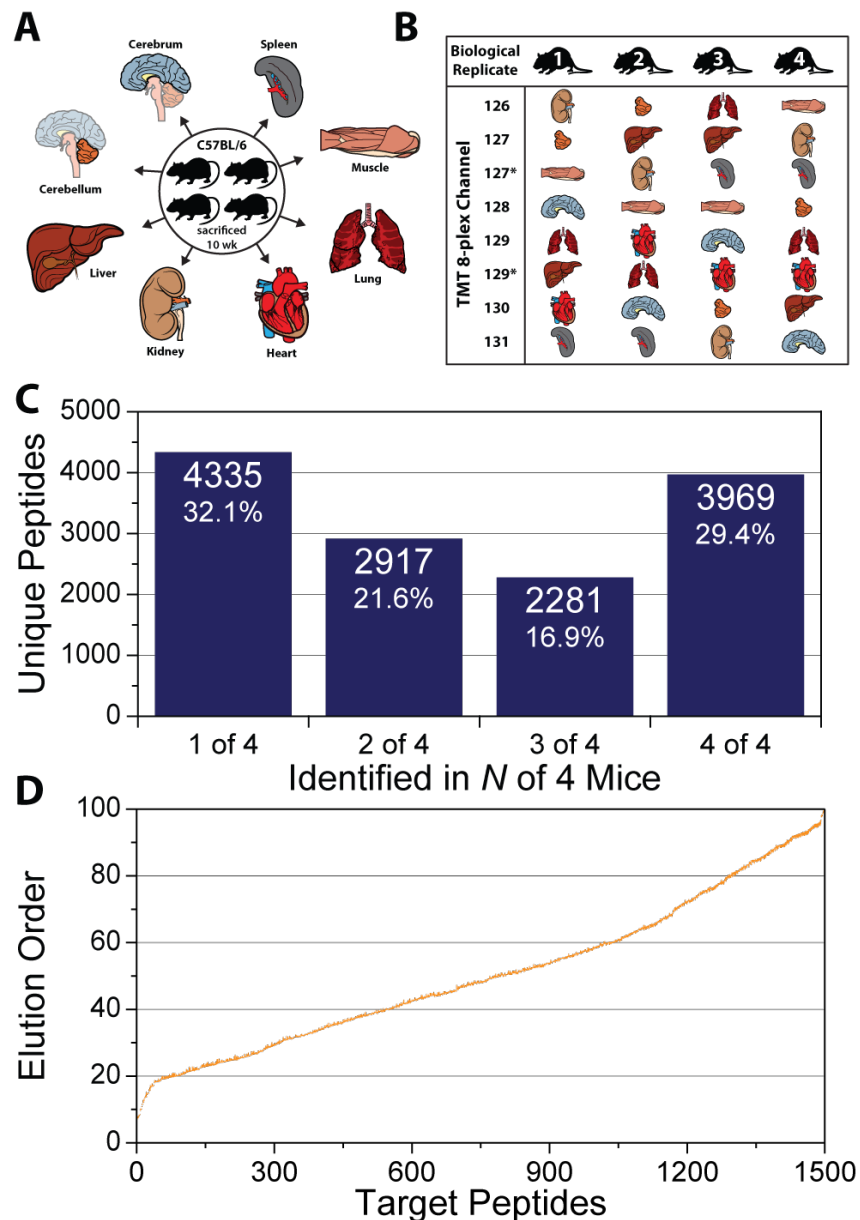 A
Cerebrum
Spleen
C57BL/6
Muscle
Cerebellum
sacrificed
10 wk
Liver
Lung
Kidney
Heart
B
Biological
Replicate
1 2 3 4
TMT 8-plex Channel
126
127
127*
128
129
129*
130
131
C
Unique Peptides
5000
4000
3000
2000
1000
0
4335
32.1%
2917
21.6%
2281
16.9%
3969
29.4%
1 of 4 2 of 4 3 of 4 4 of 4
Identified in N of 4 Mice
D
Elution Order
100
80
60
40
20
0
0 300 600 900 1200 1500
Target Peptides